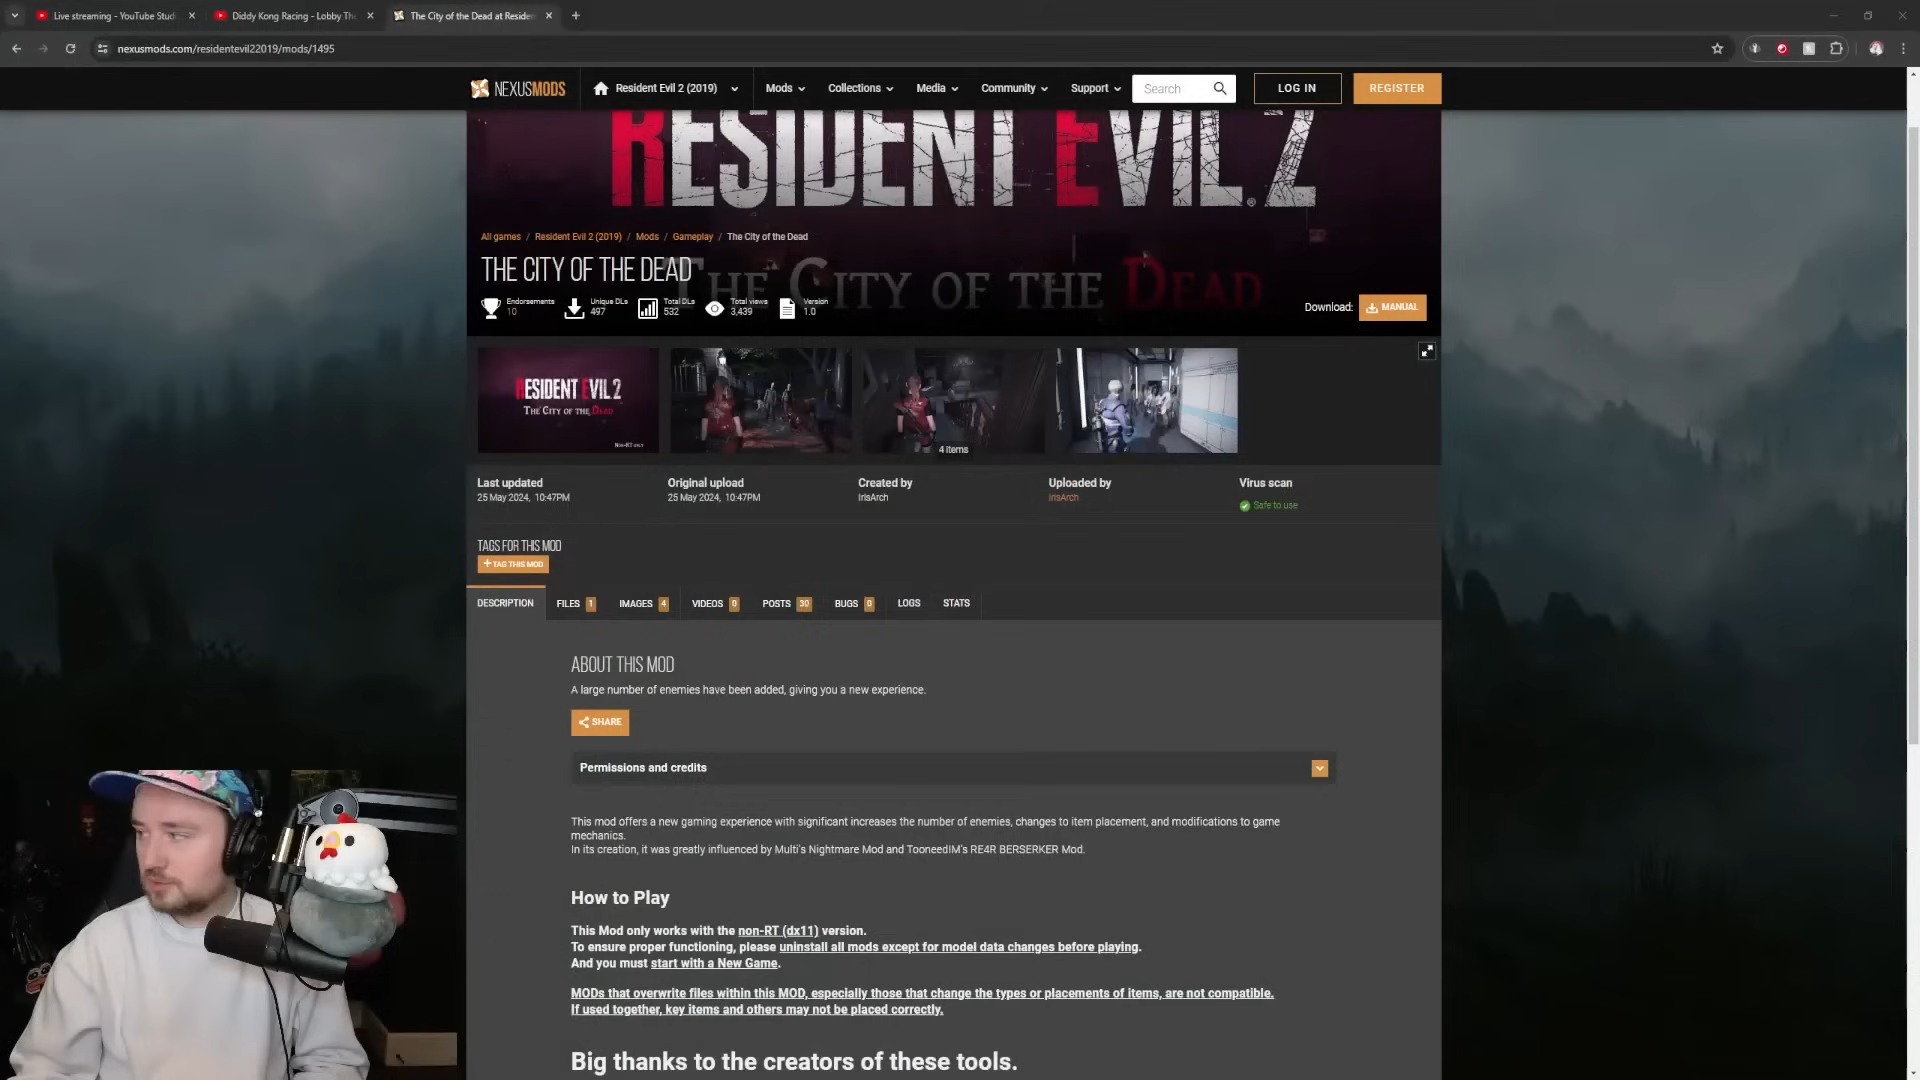 Live streaming - YouTube Stud
Diddy Kong Racing - Lobby The
The City of the Dead at Residen
nexusmods.com/residentevil22019/mods/1495
NEXUSMODS
Resident Evil 2 (2019)
Mods
Collections
Media
Community
Support
Search
LOG IN
REGISTER
RESIDENT EVIL 2
All games / Resident Evil 2 (2019) / Mods / Gameplay / The City of the Dead
THE CITY OF THE DEAD
THE CITY OF THE DEAD
Endorsements
10
Unique DLs
497
Total DLs
532
Total views
3,439
Version
1.0
Download:
MANUAL
RESIDENT EVIL 2
THE CITY OF THE DEAD
NON-RT ONLY
4 items
Last updated
25 May 2024, 10:47PM
Original upload
25 May 2024, 10:47PM
Created by
IrisArch
Uploaded by
IrisArch
Virus scan
Safe to use
TAGS FOR THIS MOD
+ TAG THIS MOD
DESCRIPTION
FILES 1
IMAGES 4
VIDEOS 0
POSTS 30
BUGS 0
LOGS
STATS
ABOUT THIS MOD
A large number of enemies have been added, giving you a new experience.
SHARE
Permissions and credits
This mod offers a new gaming experience with significant increases the number of enemies, changes to item placement, and modifications to game
mechanics.
In its creation, it was greatly influenced by Multi's Nightmare Mod and TooneedIM's RE4R BERSERKER Mod.
How to Play
This Mod only works with the non-RT (dx11) version.
To ensure proper functioning, please uninstall all mods except for model data changes before playing.
And you must start with a New Game.
MODs that overwrite files within this MOD, especially those that change the types or placements of items, are not compatible.
If used together, key items and others may not be placed correctly.
Big thanks to the creators of these tools.